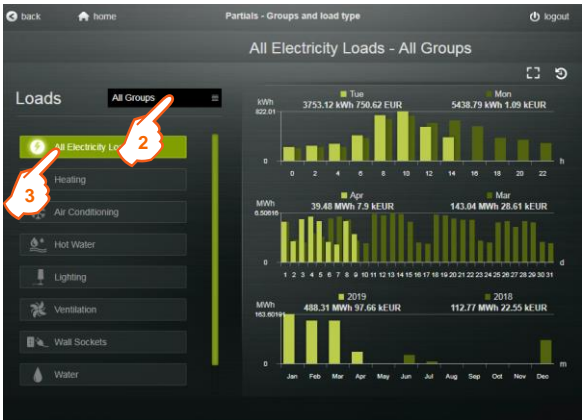 back home Partials - Groups and load type logout
All Electricity Loads - All Groups
Loads All Groups
2
All Electricity Lo
3
Heating
Air Conditioning
Hot Water
Lighting
Ventilation
Wall Sockets
Water
kWh Tue Mon
822.01 3753.12 kWh 750.62 EUR 5438.79 kWh 1.09 kEUR
0 h
0 2 4 6 8 10 12 14 16 18 20 22
MWh Apr Mar
0.50616 39.48 MWh 7.9 kEUR 143.04 MWh 28.61 kEUR
0 d
1 2 3 4 5 6 7 8 9 10 11 12 13 14 15 16 17 18 19 20 21 22 23 24 25 26 27 28 29 30 31
MWh 2019 2018
488.31 MWh 97.66 kEUR 112.77 MWh 22.55 kEUR
0 m
Jan Feb Mar Apr May Jun Jul Aug Sep Oct Nov Dec